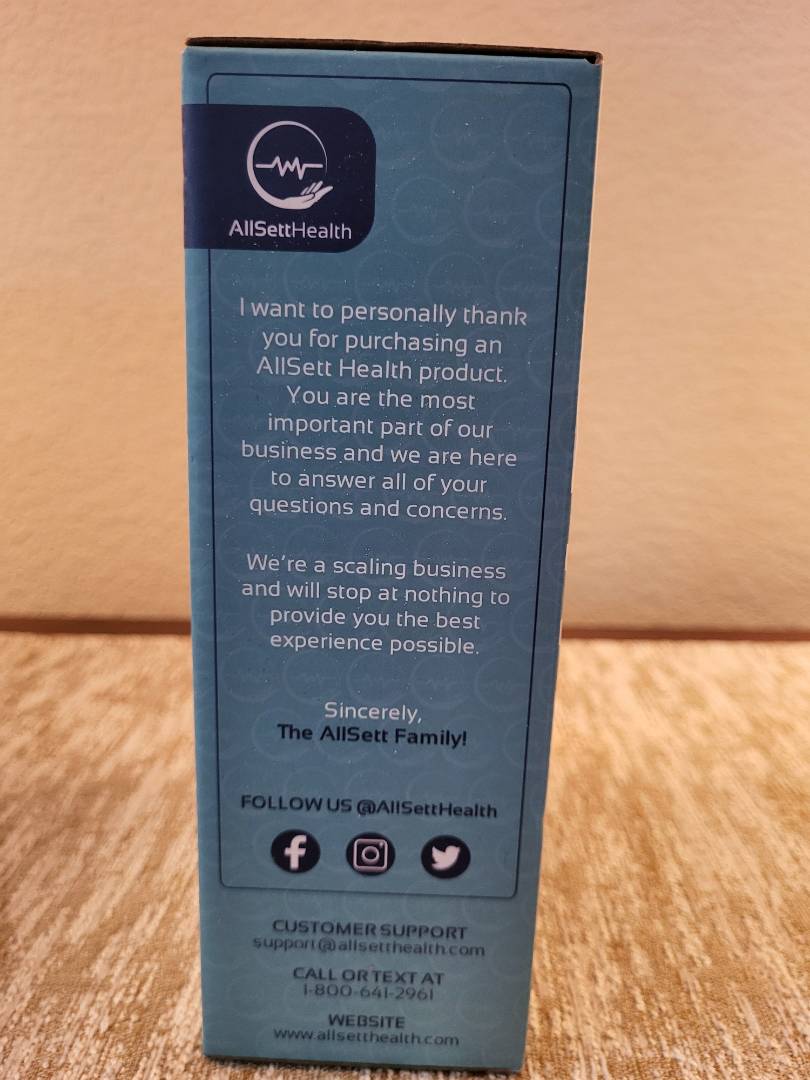 AllSettHealth
I want to personally thank
you for purchasing an
AllSett Health product.
You are the most
important part of our
business and we are here
to answer all of your
questions and concerns.
We're a scaling business
and will stop at nothing to
provide you the best
experience possible.
Sincerely,
The AllSett Family!
FOLLOW US @AllSettHealth
CUSTOMER SUPPORT
support@allsetthealth.com
CALL OR TEXT AT
1-800-641-2961
WEBSITE
www.allsetthealth.com